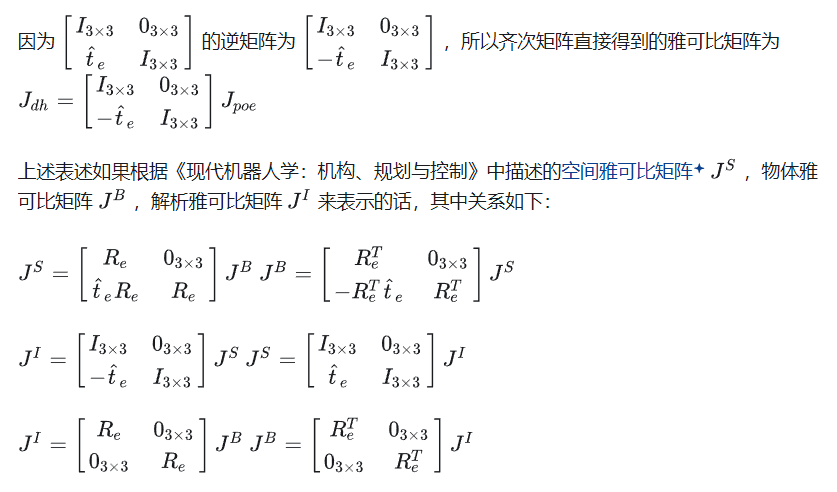 因为 $\begin{bmatrix} I_{3\times3} & 0_{3\times3} \\ \hat{t}_e & I_{3\times3} \end{bmatrix}$ 的逆矩阵为 $\begin{bmatrix} I_{3\times3} & 0_{3\times3} \\ -\hat{t}_e & I_{3\times3} \end{bmatrix}$ ，所以齐次矩阵直接得到的雅可比矩阵为
$J_{dh} = \begin{bmatrix} I_{3\times3} & 0_{3\times3} \\ -\hat{t}_e & I_{3\times3} \end{bmatrix} J_{poe}$
上述表述如果根据《现代机器人学：机构、规划与控制》中描述的空间雅可比矩阵 $J^S$ ，物体雅
可比矩阵 $J^B$ ，解析雅可比矩阵 $J^I$ 来表示的话，其中关系如下：
$J^S = \begin{bmatrix} R_e & 0_{3\times3} \\ \hat{t}_e R_e & R_e \end{bmatrix} J^B \; J^B = \begin{bmatrix} R_e^T & 0_{3\times3} \\ -R_e^T \hat{t}_e & R_e^T \end{bmatrix} J^S$
$J^I = \begin{bmatrix} I_{3\times3} & 0_{3\times3} \\ -\hat{t}_e & I_{3\times3} \end{bmatrix} J^S \; J^S = \begin{bmatrix} I_{3\times3} & 0_{3\times3} \\ \hat{t}_e & I_{3\times3} \end{bmatrix} J^I$
$J^I = \begin{bmatrix} R_e & 0_{3\times3} \\ 0_{3\times3} & R_e \end{bmatrix} J^B \; J^B = \begin{bmatrix} R_e^T & 0_{3\times3} \\ 0_{3\times3} & R_e^T \end{bmatrix} J^I$